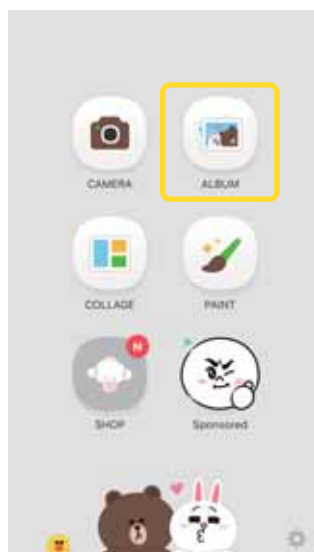 CAMERA
ALBUM
COLLAGE
PAINT
N
SHOP
Sponsored